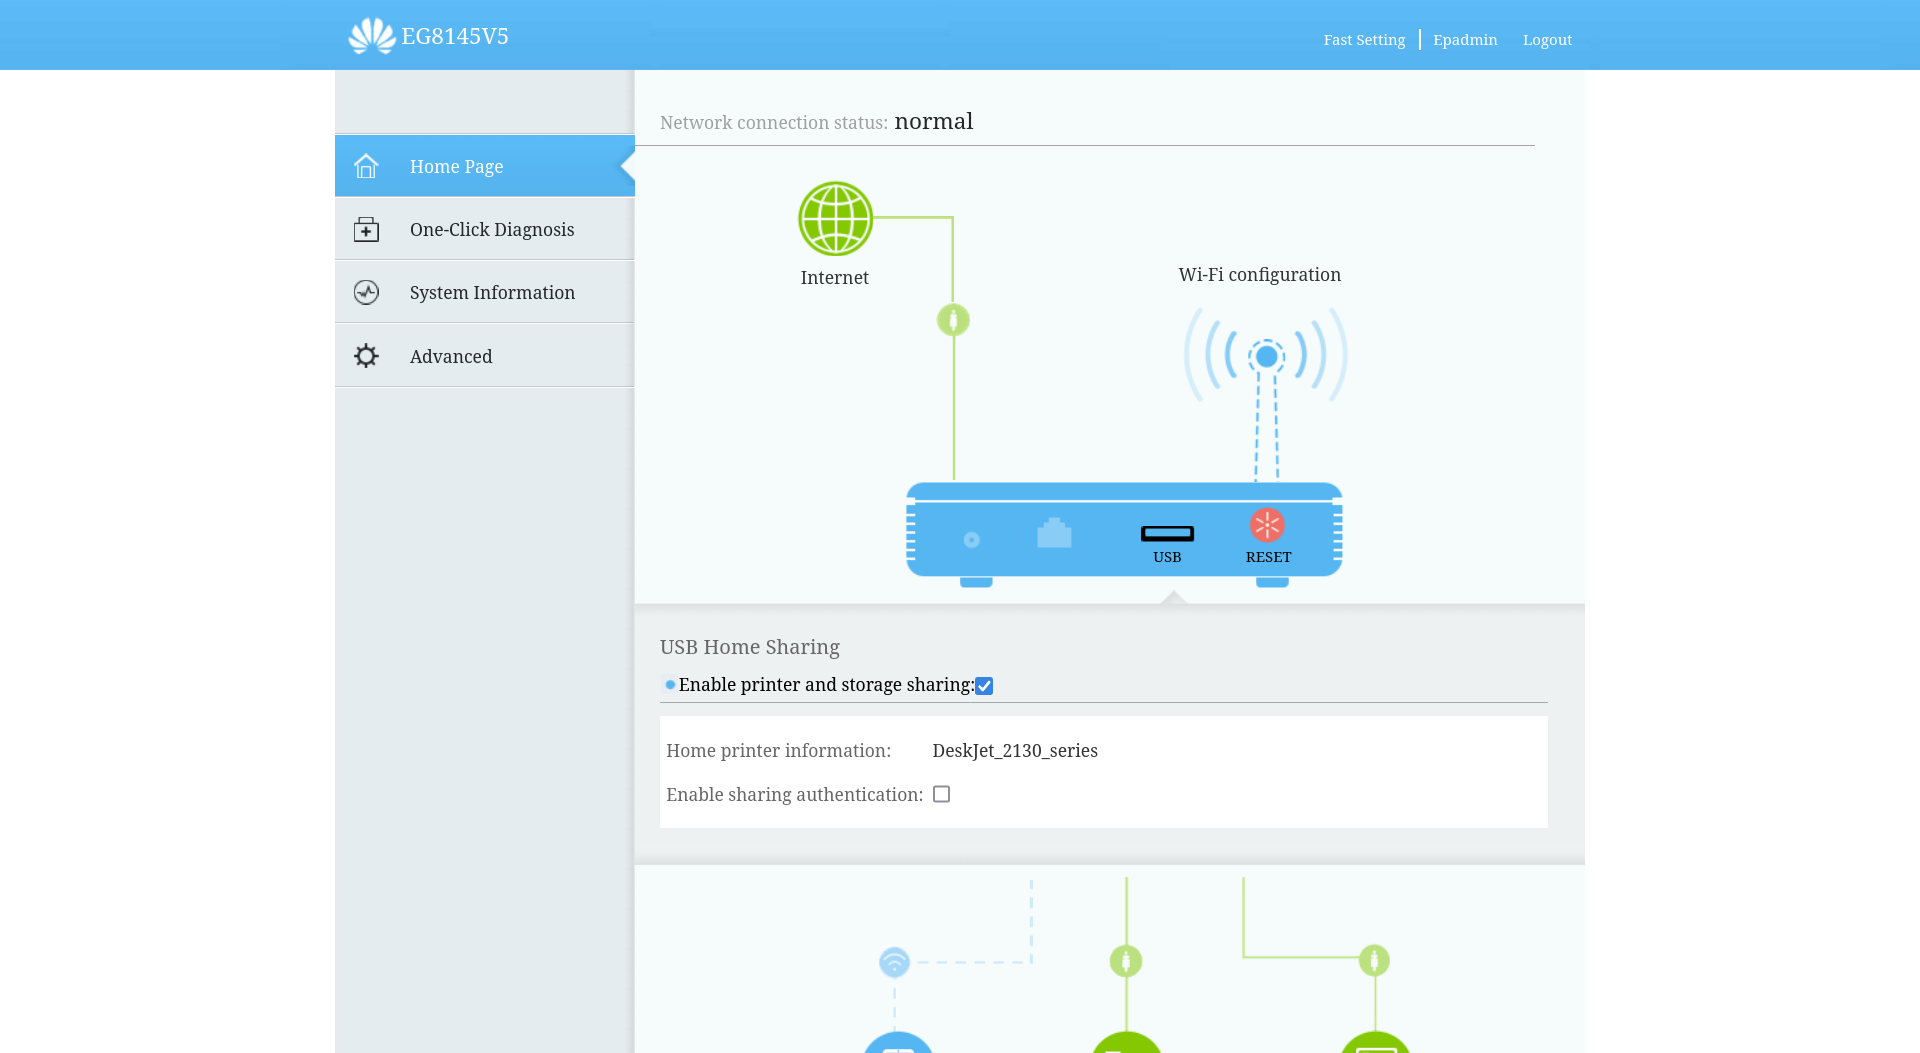 EG8145V5
Fast Setting
Epadmin
Logout
Home Page
One-Click Diagnosis
System Information
Advanced
Network connection status: normal
Internet
Wi-Fi configuration
USB
RESET
USB Home Sharing
Enable printer and storage sharing:
Home printer information: DeskJet_2130_series
Enable sharing authentication: